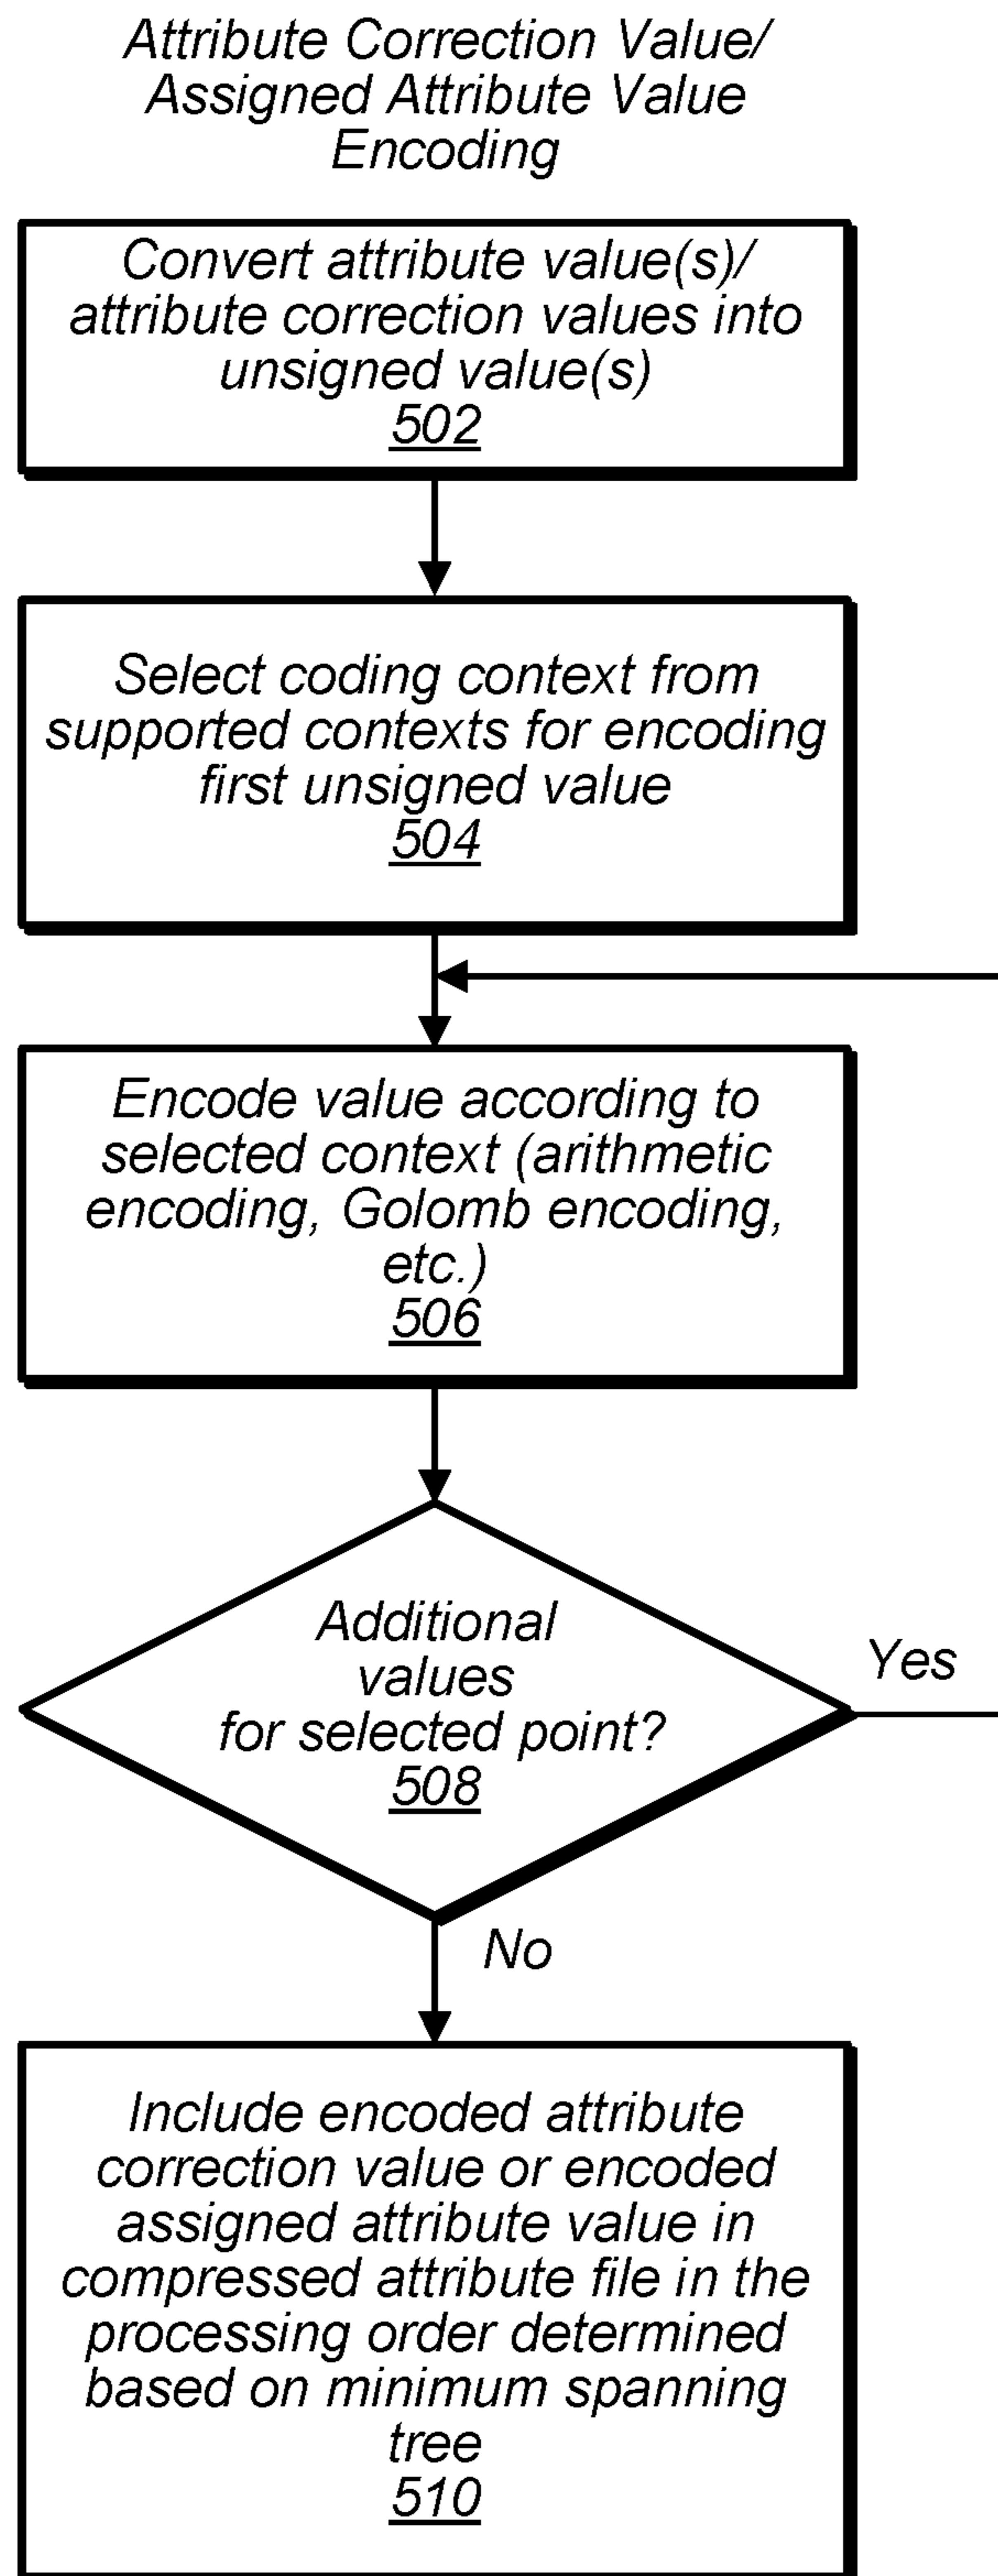 Attribute Correction Value/
Assigned Attribute Value
Encoding
Convert attribute value(s)/
attribute correction values into
unsigned value(s)
502
Select coding context from
supported contexts for encoding
first unsigned value
504
Encode value according to
selected context (arithmetic
encoding, Golomb encoding,
etc.)
506
Additional
values
for selected point?
508
Yes
No
Include encoded attribute
correction value or encoded
assigned attribute value in
compressed attribute file in the
processing order determined
based on minimum spanning
tree
510